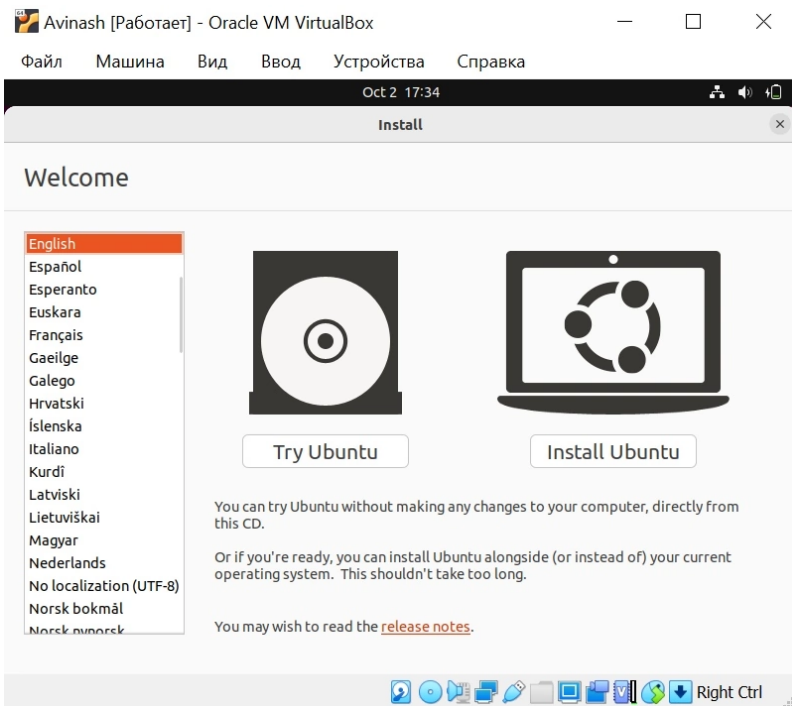 Avinash [Работает] - Oracle VM VirtualBox
Файл Машина Вид Ввод Устройства Справка
Oct 2 17:34
Install
Welcome
English
Español
Esperanto
Euskara
Français
Gaeilge
Galego
Hrvatski
Íslenska
Italiano
Kurdî
Latviski
Lietuviškai
Magyar
Nederlands
No localization (UTF-8)
Norsk bokmål
Norsk nynorsk
Try Ubuntu
Install Ubuntu
You can try Ubuntu without making any changes to your computer, directly from
this CD.
Or if you're ready, you can install Ubuntu alongside (or instead of) your current
operating system. This shouldn't take too long.
You may wish to read the release notes.
Right Ctrl